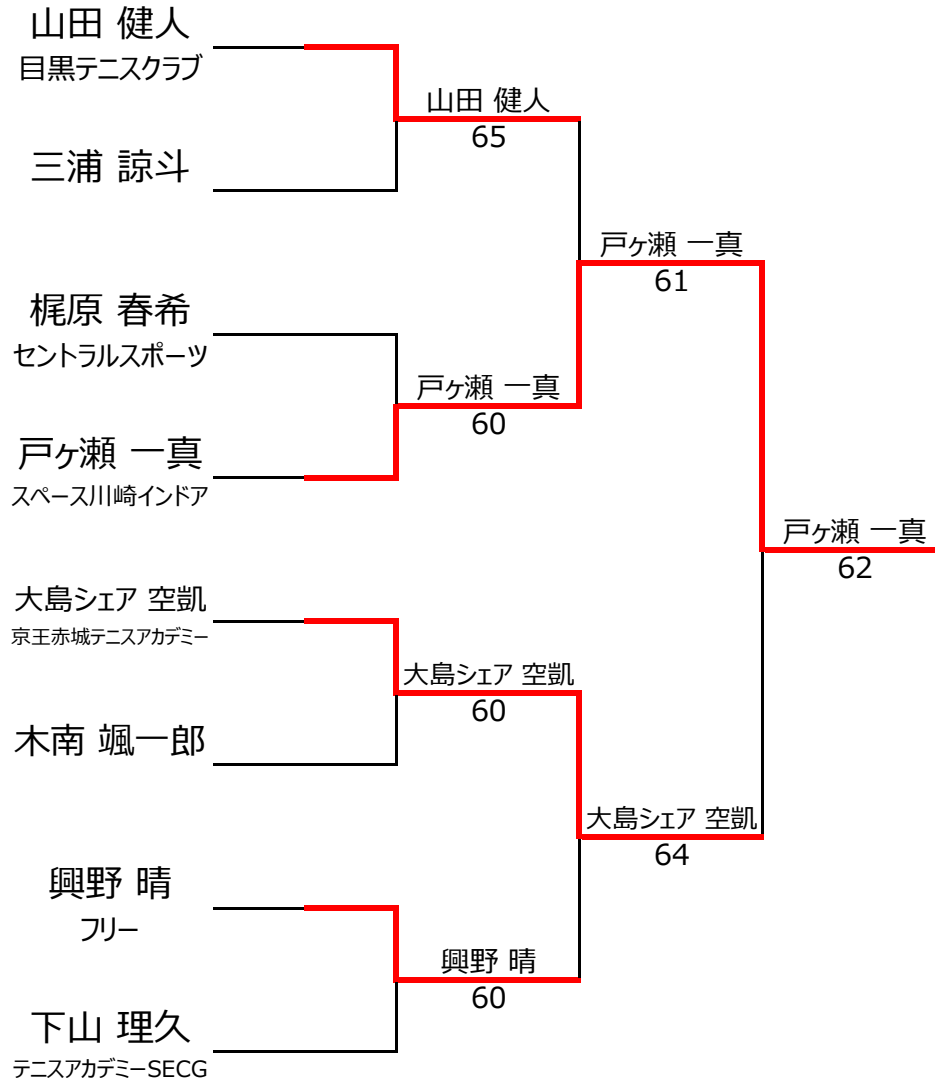 山田 健人
目黒テニスクラブ
山田 健人
65
三浦 諒斗
戸ヶ瀬 一真
61
梶原 春希
セントラルスポーツ
戸ヶ瀬 一真
60
戸ヶ瀬 一真
スペース川崎インドア
戸ヶ瀬 一真
62
大島シェア 空凱
京王赤城テニスアカデミー
大島シェア 空凱
60
木南 颯一郎
大島シェア 空凱
64
興野 晴
フリー
興野 晴
60
下山 理久
テニスアカデミーSECG